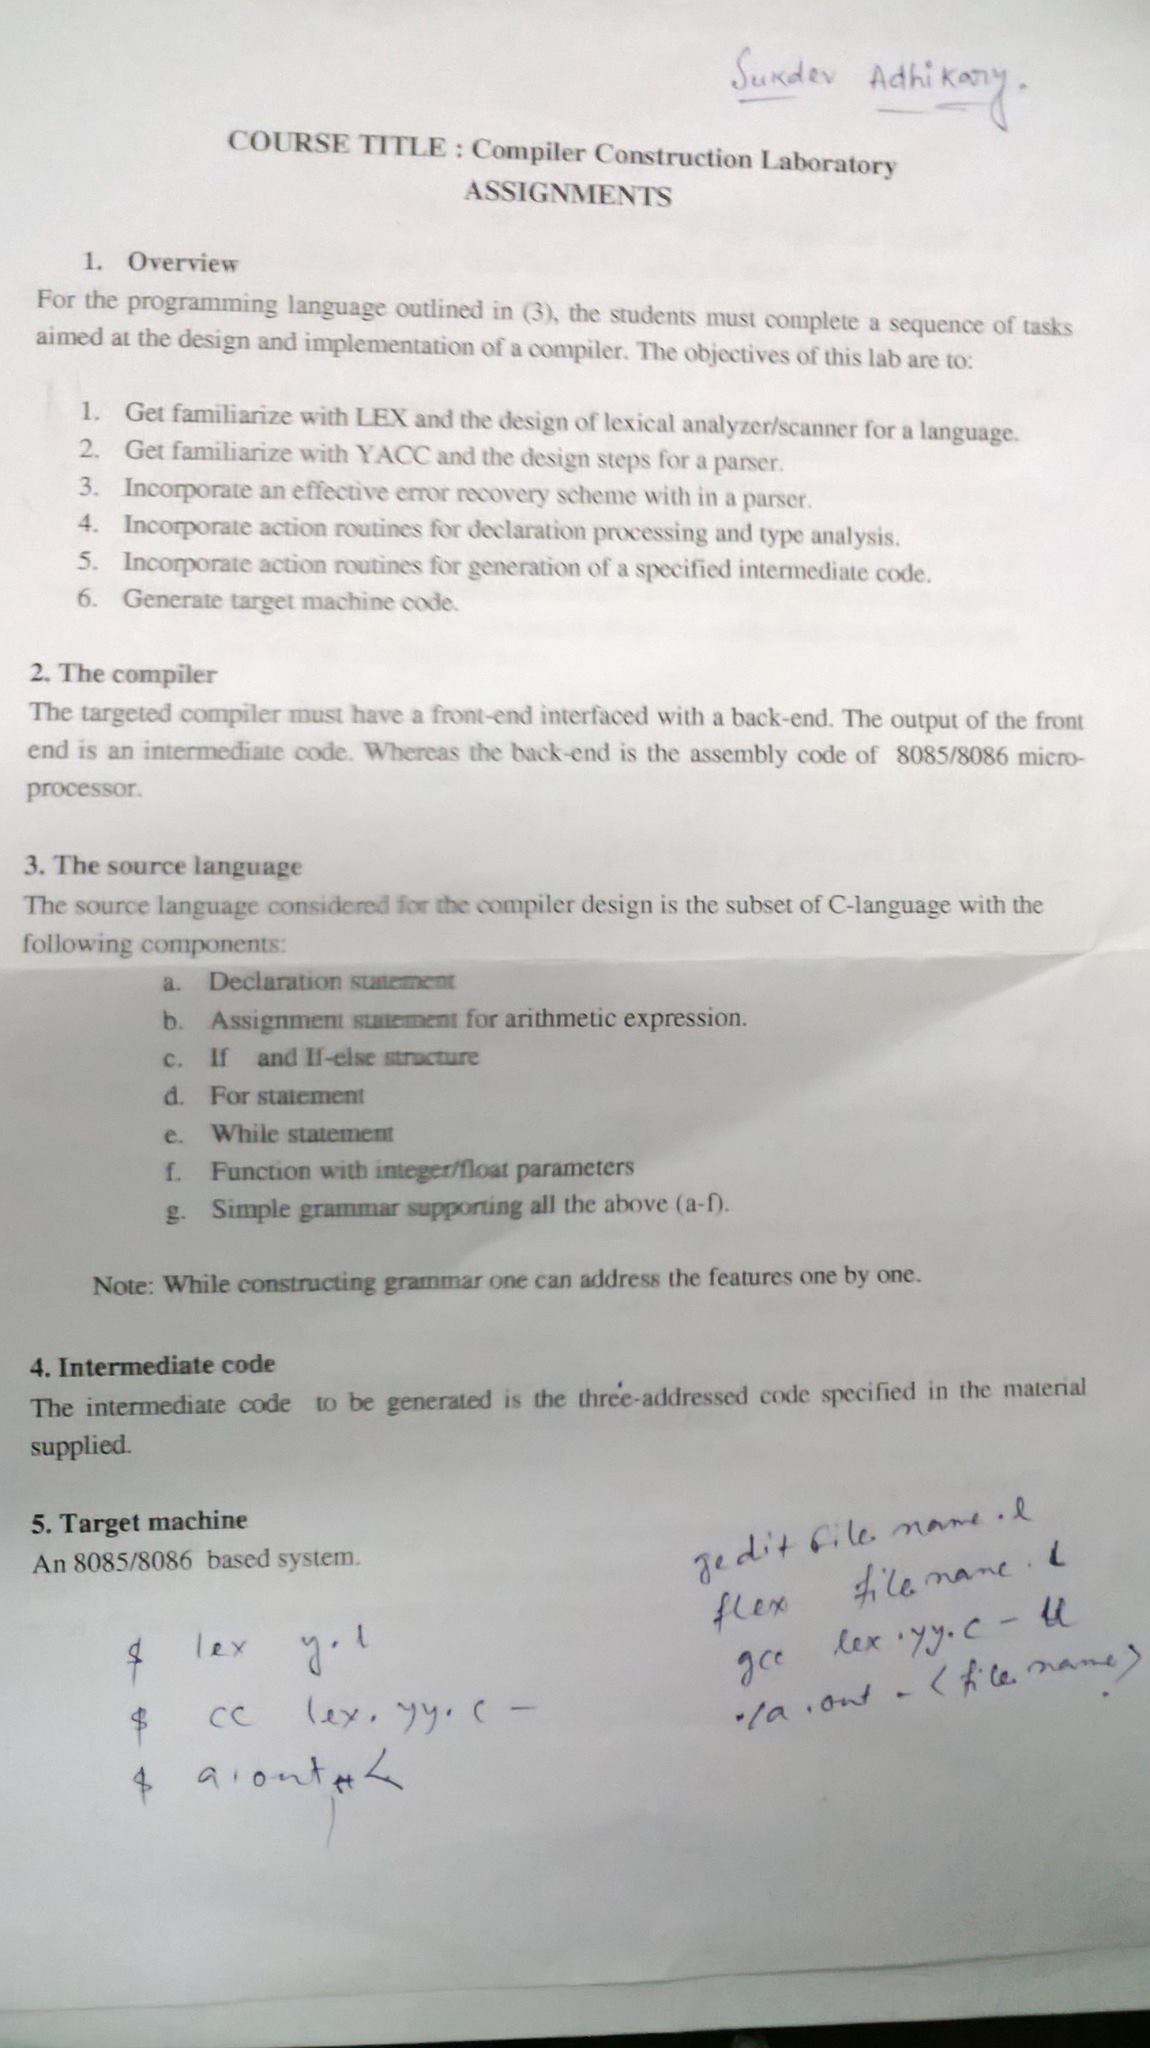 Sukdev Adhikary.
COURSE TITLE : Compiler Construction Laboratory
ASSIGNMENTS
1. Overview
For the programming language outlined in (3), the students must complete a sequence of tasks
aimed at the design and implementation of a compiler. The objectives of this lab are to:
1. Get familiarize with LEX and the design of lexical analyzer/scanner for a language.
2. Get familiarize with YACC and the design steps for a parser.
3. Incorporate an effective error recovery scheme with in a parser.
4. Incorporate action routines for declaration processing and type analysis.
5. Incorporate action routines for generation of a specified intermediate code.
6. Generate target machine code.
2. The compiler
The targeted compiler must have a front-end interfaced with a back-end. The output of the front
end is an intermediate code. Whereas the back-end is the assembly code of 8085/8086 micro-
processor.
3. The source language
The source language considered for the compiler design is the subset of C-language with the
following components:
a. Declaration statement
b. Assignment statement for arithmetic expression.
c. If and If-else structure
d. For statement
e. While statement
f. Function with integer/float parameters
g. Simple grammar supporting all the above (a-f).
Note: While constructing grammar one can address the features one by one.
4. Intermediate code
The intermediate code to be generated is the three-addressed code specified in the material
supplied.
5. Target machine
An 8085/8086 based system.
gedit file name.l
flex file name.l
gcc lex.yy.c - ll
./a.out - <file name>
$ lex y.l
$ cc lex.yy.c -
$ a.out <